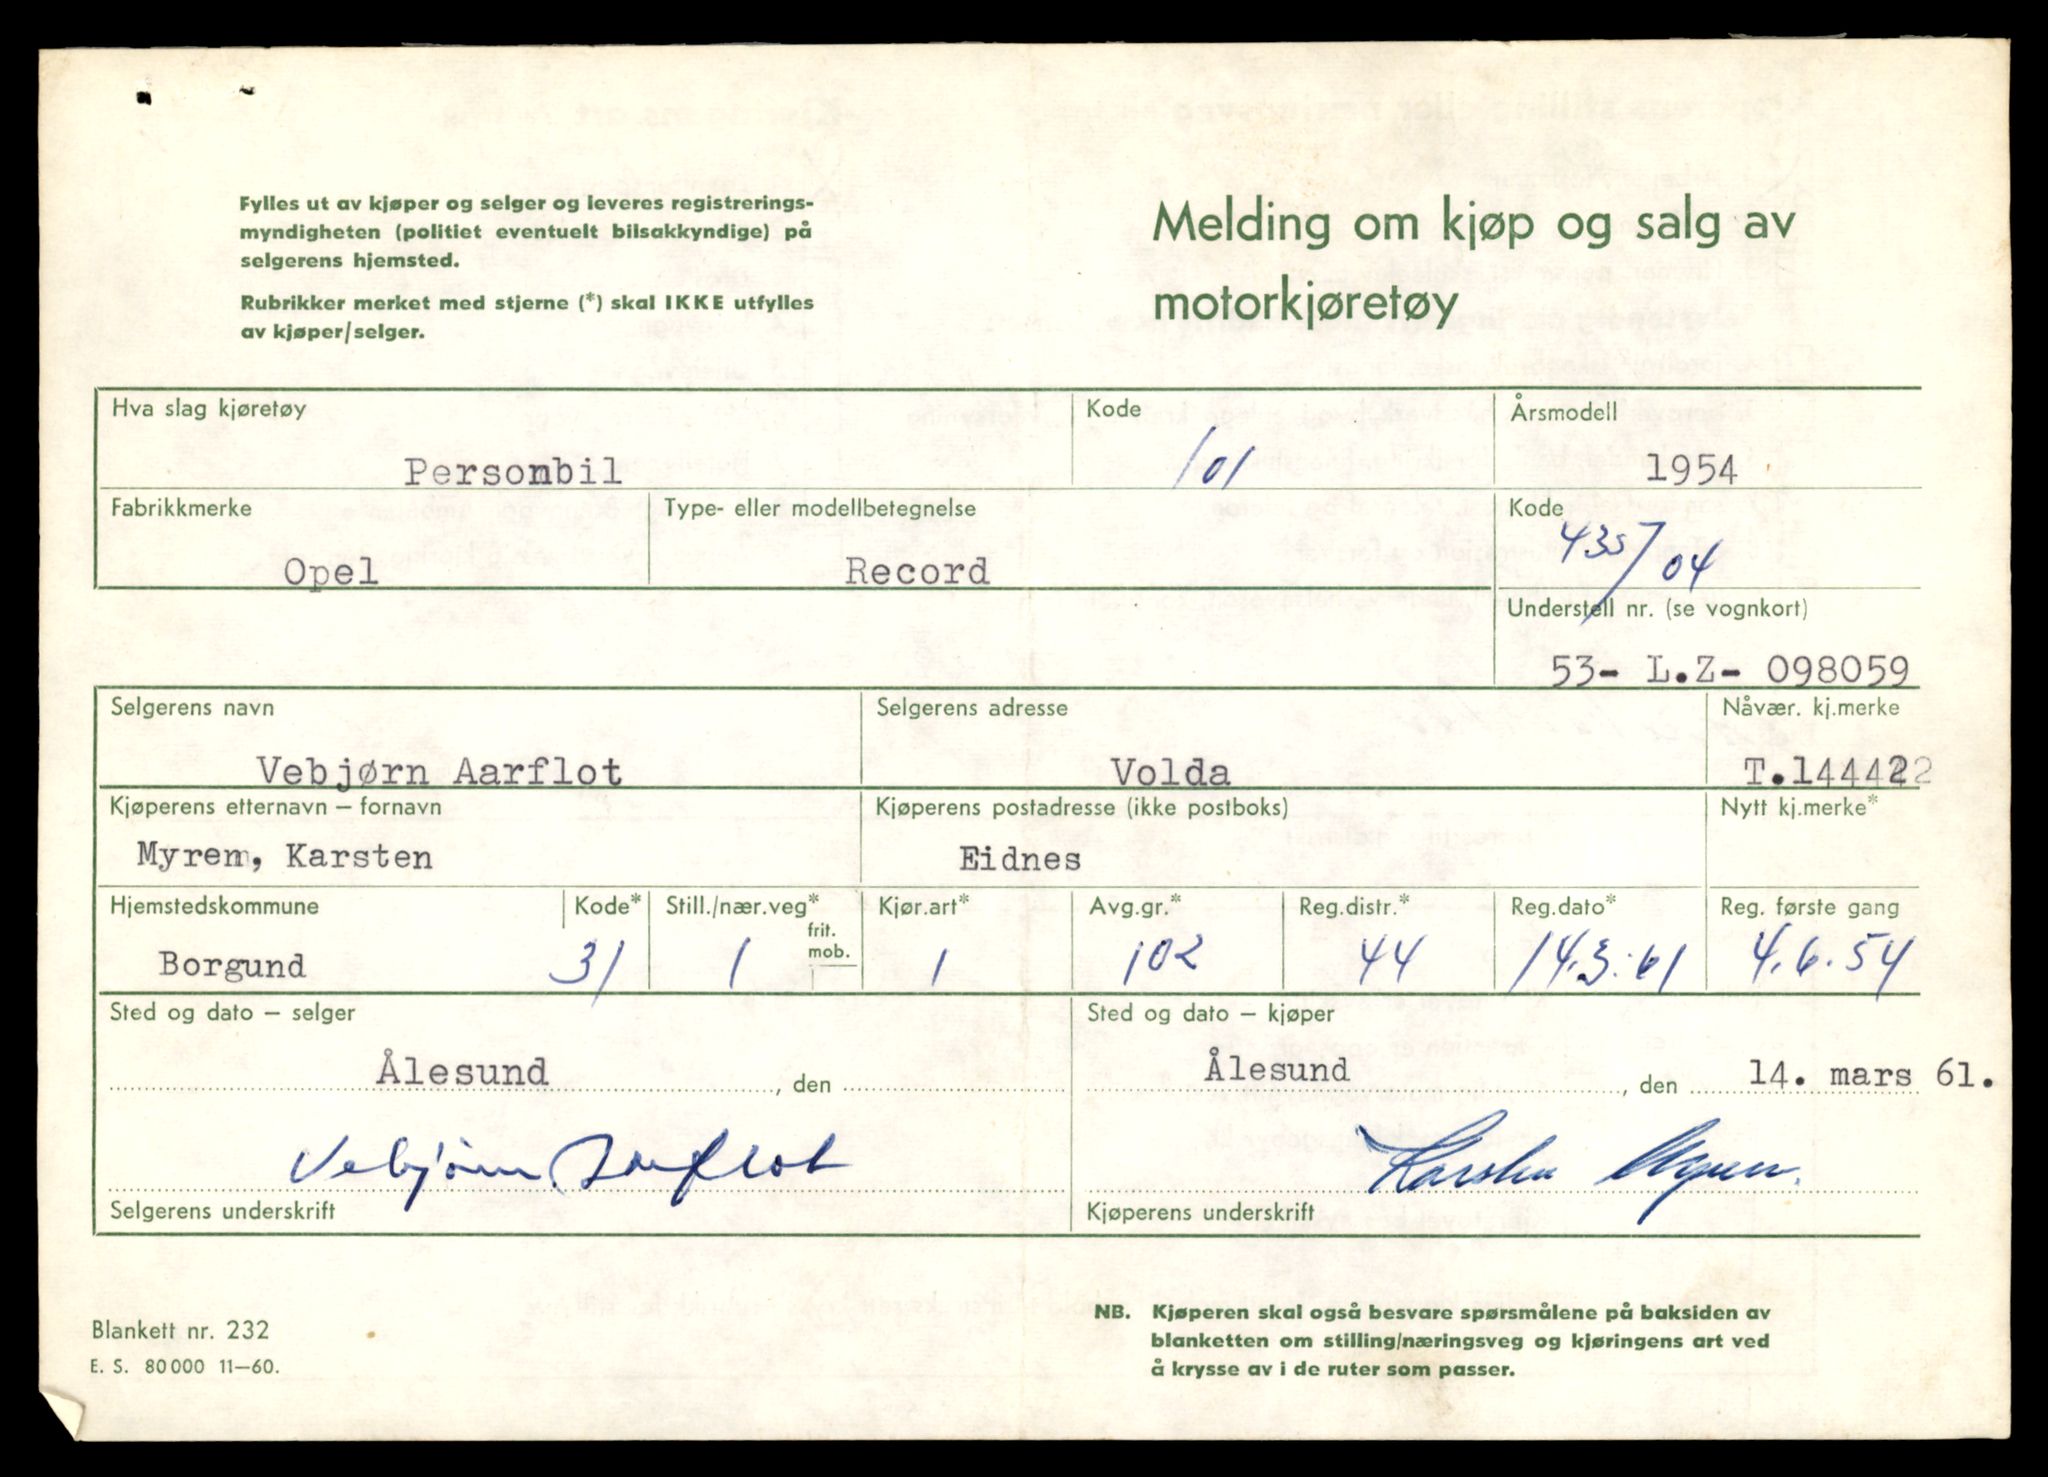 Fylles ut av kjøper og selger og leveres registrerings-
myndigheten (politiet eventuelt bilsakkyndige) på
selgerens hjemsted.
Rubrikker merket med stjerne (*) skal IKKE utfylles
av kjøper/selger.
Melding om kjøp og salg av
motorkjøretøy
Hva slag kjøretøy
Personbil
Kode
101
Årsmodell
1954
Fabrikkmerke
Opel
Type- eller modellbetegnelse
Record
Kode
435/04
Understell nr. (se vognkort)
53- L.Z- 098059
Selgerens navn
Vebjørn Aarflot
Selgerens adresse
Volda
Nåvær. kj.merke
Kjøperens etternavn – fornavn
Myren, Karsten
Kjøperens postadresse (ikke postboks)
Eidnes
Nytt kj.merke*
Hjemstedskommune
Borgund
Kode*
31
Still./nær.veg*
1
frit.
mob.
Kjør.art*
1
Avg.gr.*
102
Reg.distr.*
44
Reg.dato*
14.3.61
Reg. første gang
4.6.54
Sted og dato – selger
Ålesund, den
Vebjørn Aarflot
Selgerens underskrift
Sted og dato – kjøper
Ålesund, den 14. mars 61.
Karsten Myren.
Kjøperens underskrift
Blankett nr. 232
E. S. 80000 11–60.
NB. Kjøperen skal også besvare spørsmålene på baksiden av
blanketten om stilling/næringsveg og kjøringens art ved
å krysse av i de ruter som passer.